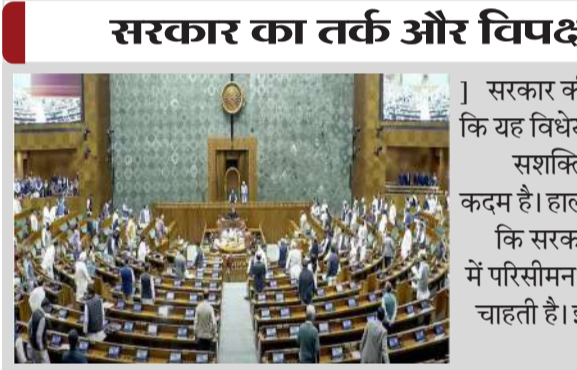 सरकार का तर्क और विपक्ष
] सरकार क
कि यह विधे
सशक्ति
कदम है। हाल
कि सरक
में परिसीमन
चाहती है। इ